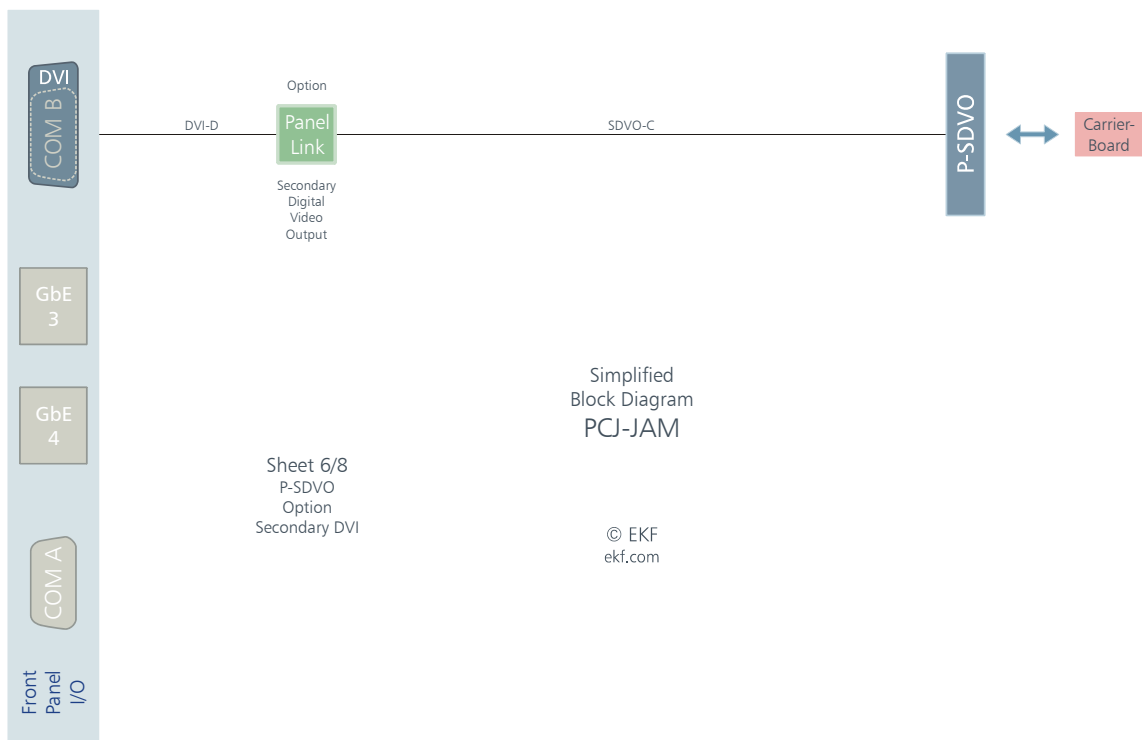 DVI
COM B
DVI-D
Option
Panel
Link
Secondary
Digital
Video
Output
SDVO-C
P-SDVO
Carrier-
Board
GbE
3
GbE
4
Simplified
Block Diagram
PCJ-JAM
Sheet 6/8
P-SDVO
Option
Secondary DVI
© EKF
ekf.com
COM A
Front
Panel
I/O